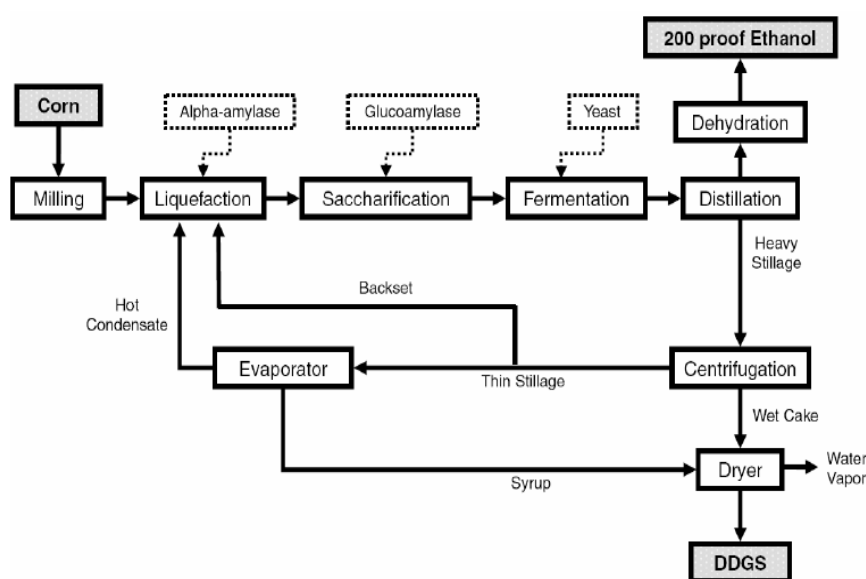 200 proof Ethanol
Corn
Alpha-amylase
Glucoamylase
Yeast
Dehydration
Milling
Liquefaction
Saccharification
Fermentation
Distillation
Heavy
Stillage
Backset
Hot
Condensate
Evaporator
Thin Stillage
Centrifugation
Wet Cake
Syrup
Dryer
Water
Vapor
DDGS